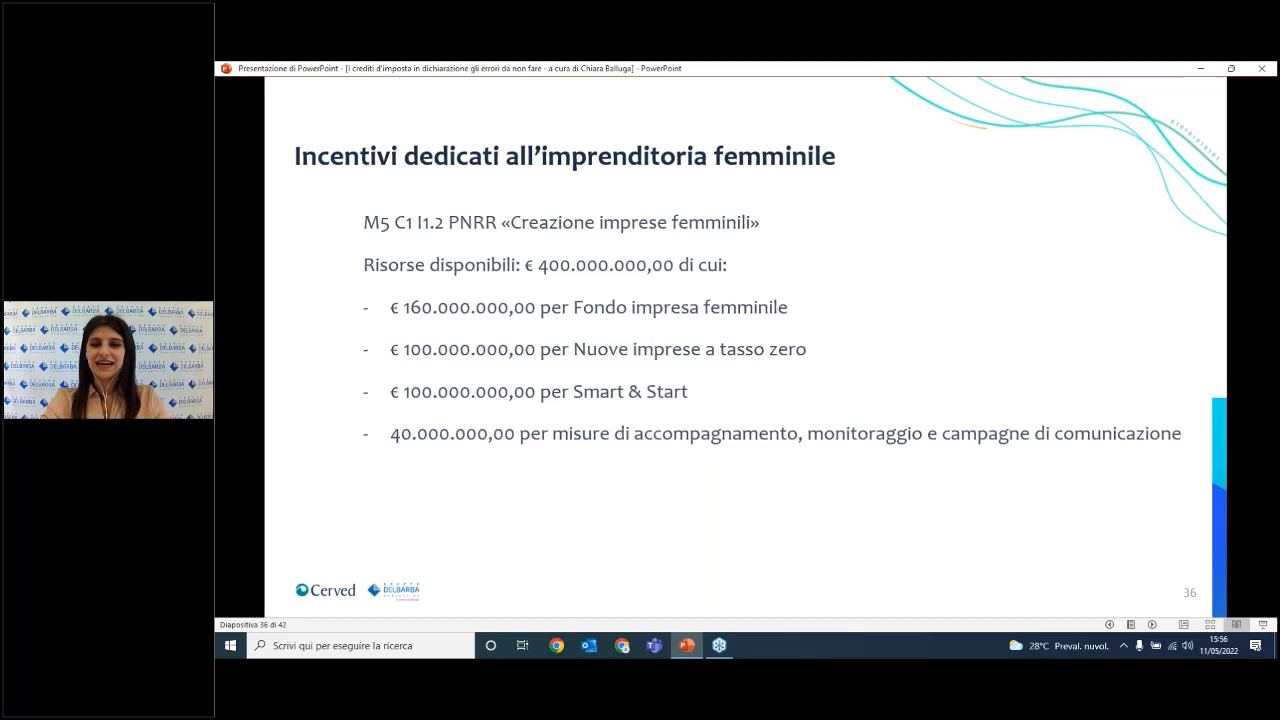 Presentazione di PowerPoint - [I crediti d'imposta in dichiarazione gli errori da non fare - a cura di Chiara Balluga] - PowerPoint
Incentivi dedicati all’imprenditoria femminile
M5 C1 I1.2 PNRR «Creazione imprese femminili»
Risorse disponibili: € 400.000.000,00 di cui:
- € 160.000.000,00 per Fondo impresa femminile
- € 100.000.000,00 per Nuove imprese a tasso zero
- € 100.000.000,00 per Smart & Start
- 40.000.000,00 per misure di accompagnamento, monitoraggio e campagne di comunicazione
Cerved
GRUPPO
DELBARBA
36
Diapositiva 36 di 42
Scrivi qui per eseguire la ricerca
28°C Preval. nuvol.
15:56
11/05/2022